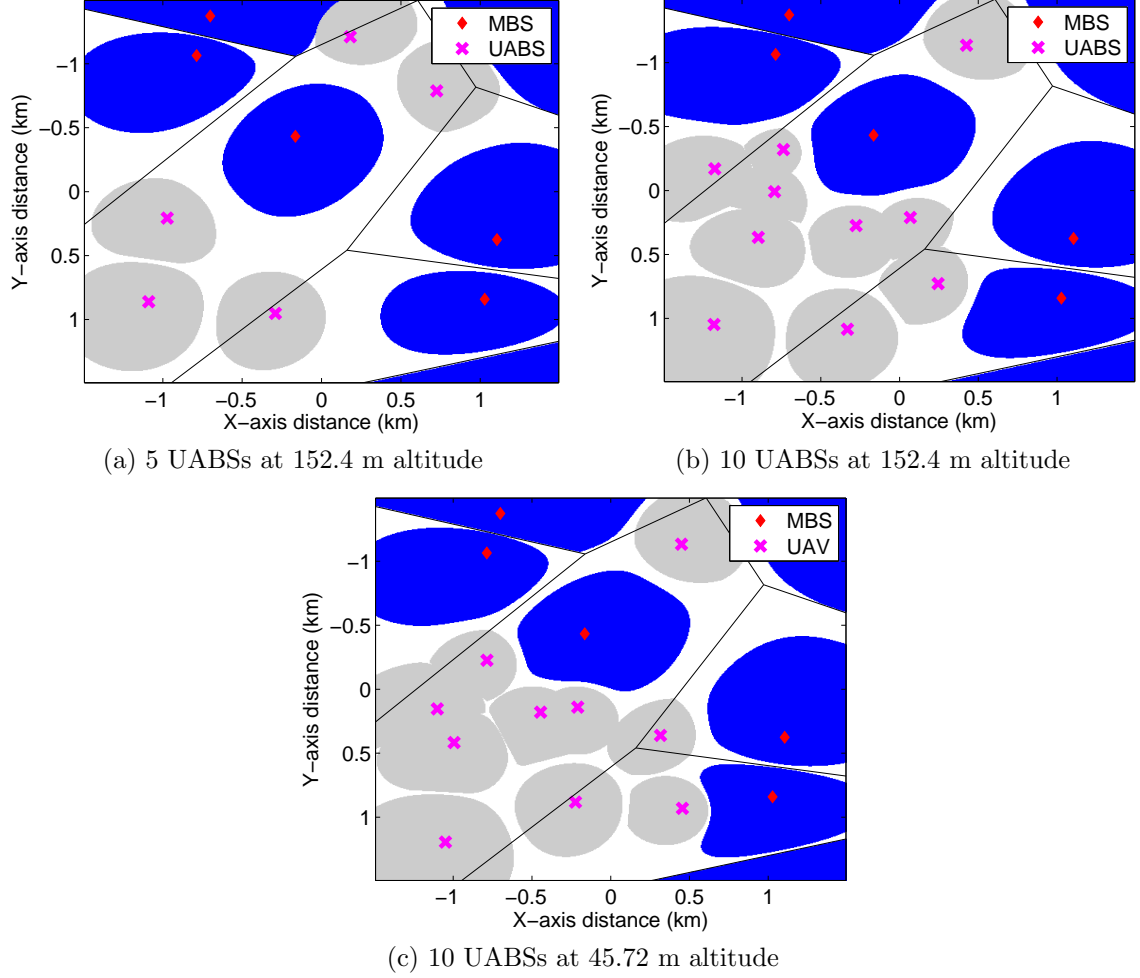 MBS
UABS
−1
−0.5
0
0.5
1
Y−axis distance (km)
−1
−0.5
0
0.5
1
X−axis distance (km)
(a) 5 UABSs at 152.4 m altitude
MBS
UABS
−1
−0.5
0
0.5
1
Y−axis distance (km)
−1
−0.5
0
0.5
1
X−axis distance (km)
(b) 10 UABSs at 152.4 m altitude
MBS
UAV
−1
−0.5
0
0.5
1
Y−axis distance (km)
−1
−0.5
0
0.5
1
X−axis distance (km)
(c) 10 UABSs at 45.72 m altitude